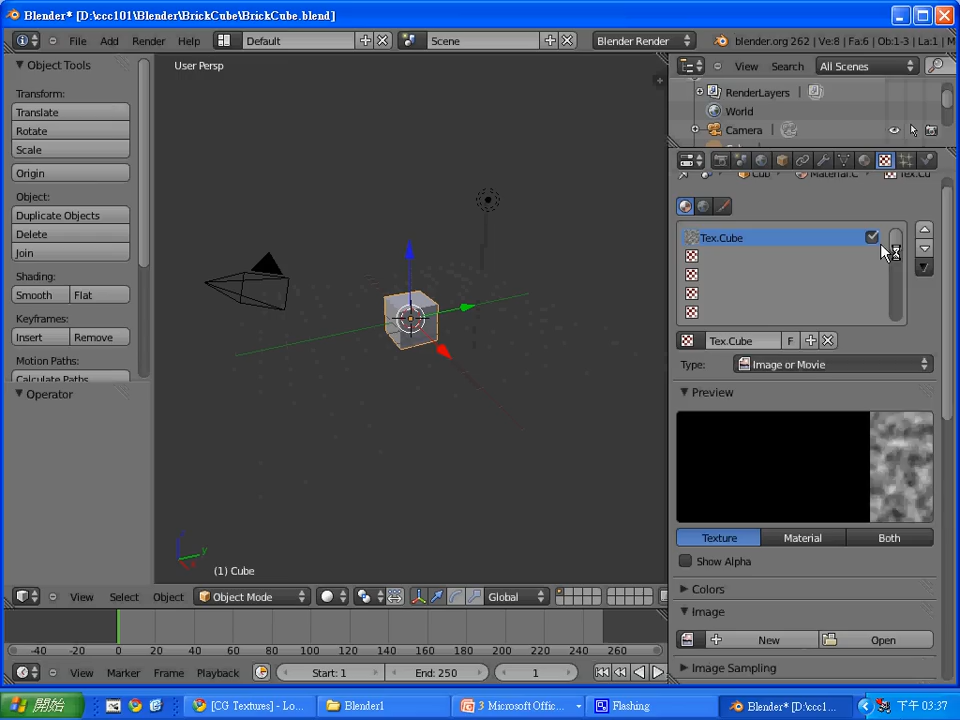 Blender* [D:\ccc101\Blender\BrickCube\BrickCube.blend]
File Add Render Help Default Scene Blender Render blender.org 262 | Ve:8 | Fa:6 | Ob:1-3 | La:1 | M
Object Tools
Transform:
Translate
Rotate
Scale
Origin
Object:
Duplicate Objects
Delete
Join
Shading:
Smooth Flat
Keyframes:
Insert Remove
Motion Paths:
Calculate Paths
Operator
User Persp
(1) Cube
View Select Object Object Mode Global
-40 -20 0 20 40 60 80 100 120 140 160 180 200 220 240 260
View Marker Frame Playback Start: 1 End: 250 1
View Search All Scenes
RenderLayers
World
Camera
Cub Material.C Tex.Cu
Tex.Cube
Tex.Cube F
Type: Image or Movie
Preview
Texture Material Both
Show Alpha
Colors
Image
New Open
Image Sampling
開始 [CG Textures] - Lo... Blender1 3 Microsoft Offic... Flashing Blender* [D:\ccc1... 下午 03:37